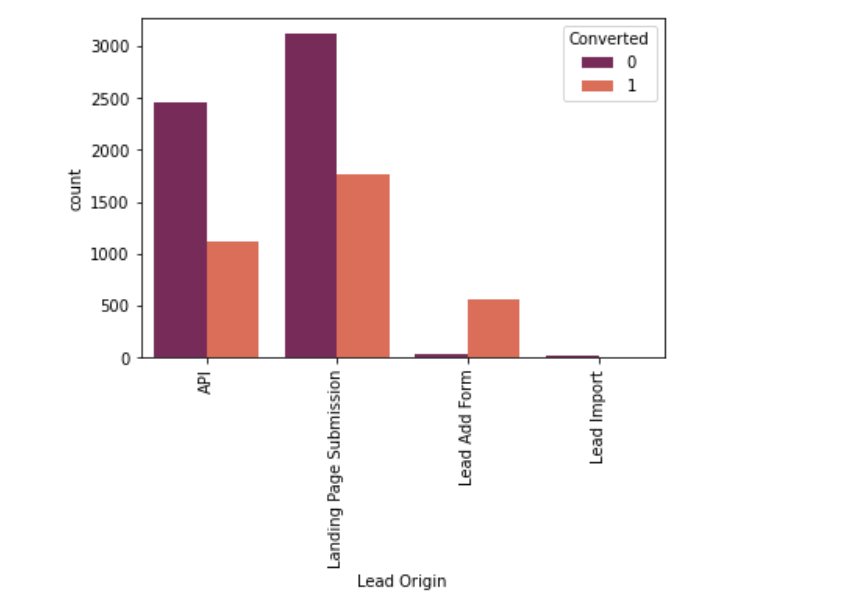 3000
2500
2000
1500
1000
500
0
count
Converted
0
1
API
Landing Page Submission
Lead Add Form
Lead Import
Lead Origin